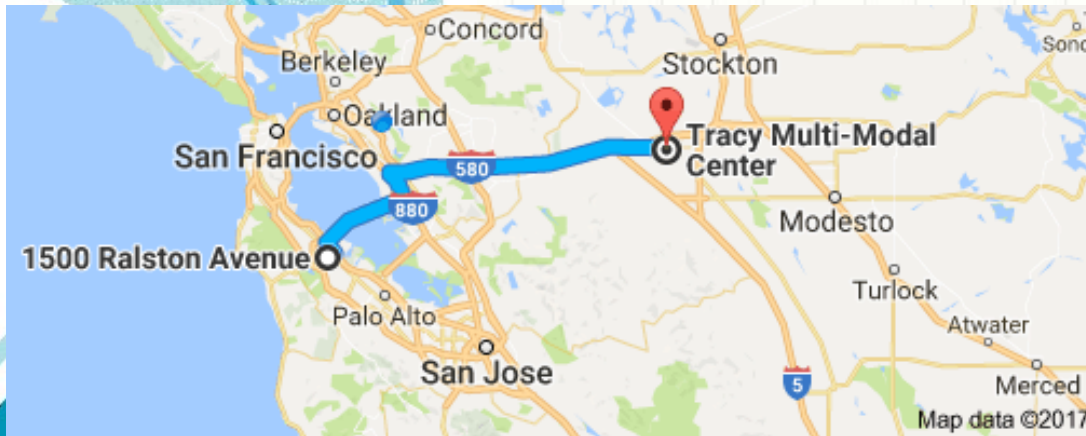 Concord
Berkeley
Stockton
Oakland
San Francisco
580
Tracy Multi-Modal
Center
880
Modesto
1500 Ralston Avenue
Turlock
Palo Alto
Atwater
San Jose
5
Merced
Map data ©2017